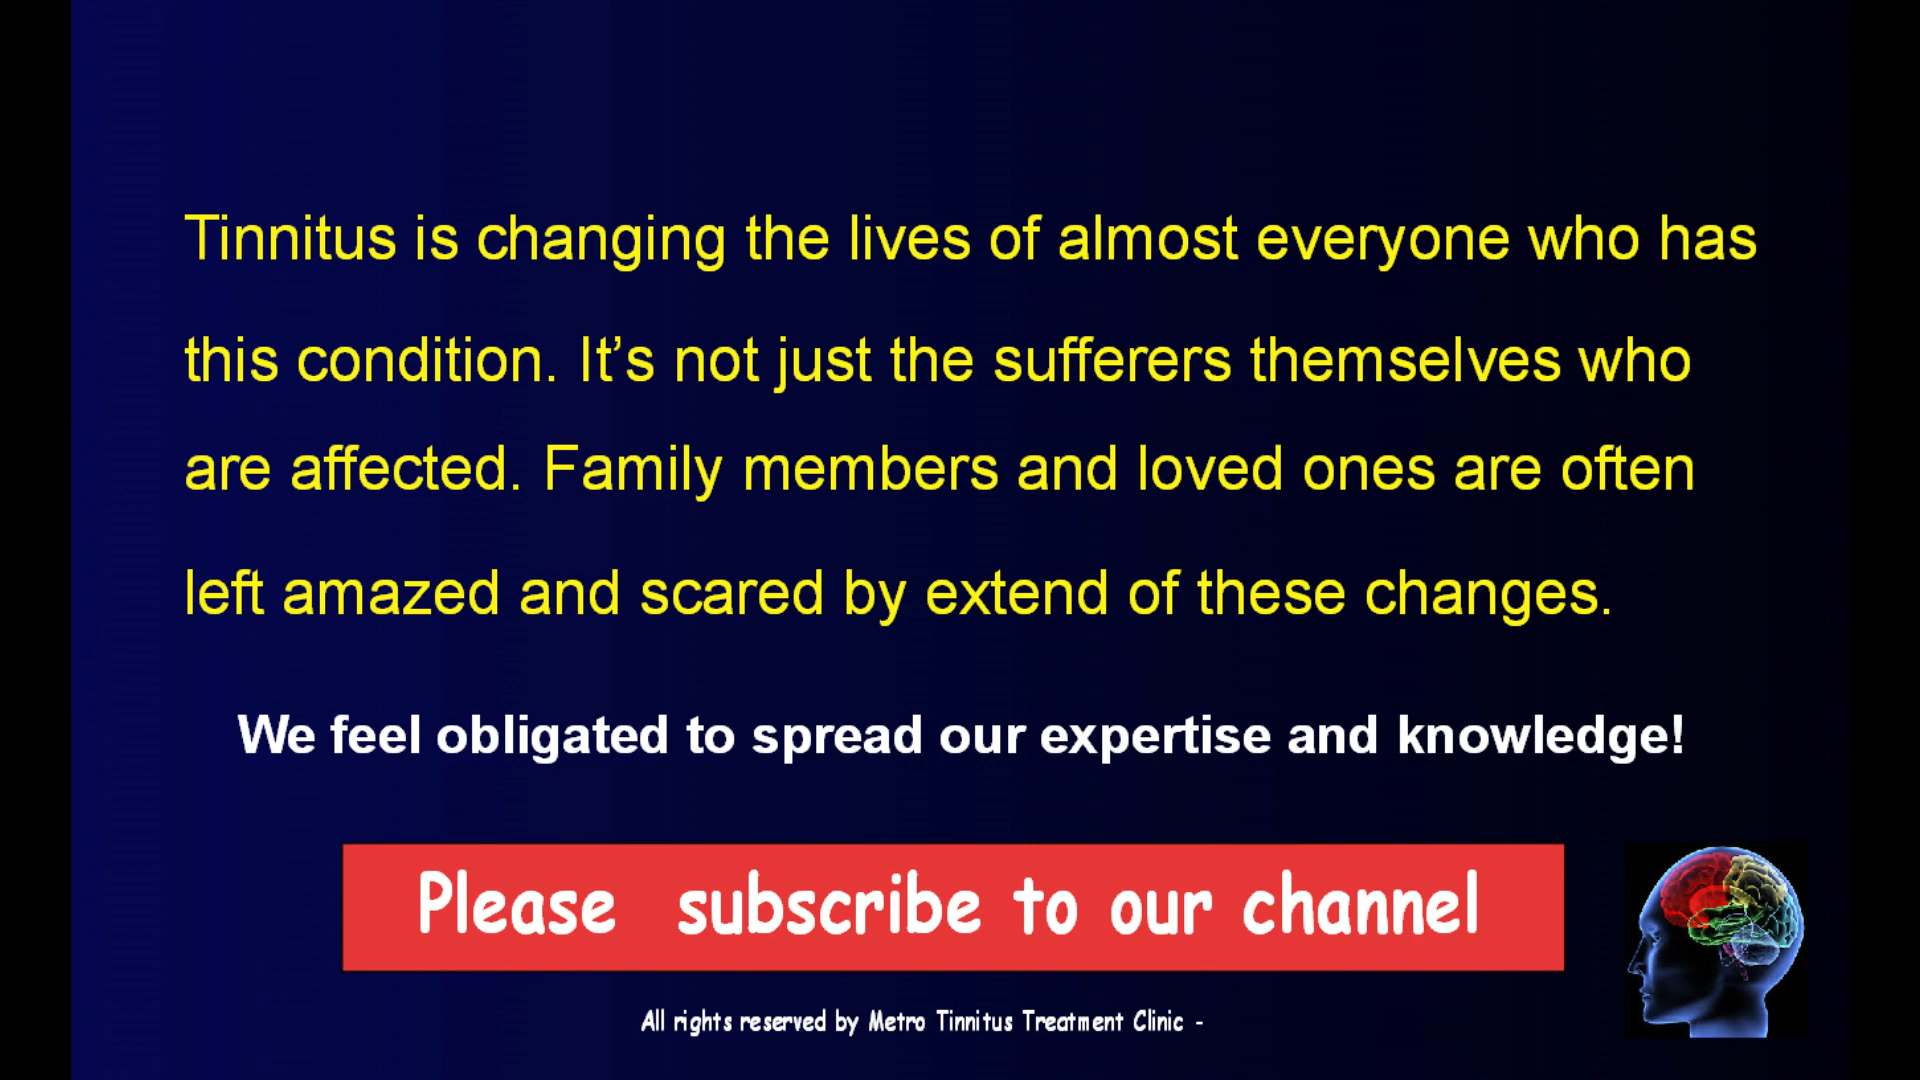 Tinnitus is changing the lives of almost everyone who has
this condition. It’s not just the sufferers themselves who
are affected. Family members and loved ones are often
left amazed and scared by extend of these changes.
We feel obligated to spread our expertise and knowledge!
Please subscribe to our channel
All rights reserved by Metro Tinnitus Treatment Clinic -